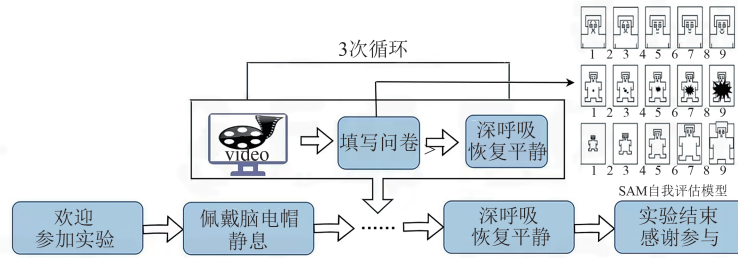 3次循环
1 2 3 4 5 6 7 8 9
video
填写问卷
深呼吸
恢复平静
1 2 3 4 5 6 7 8 9
1 2 3 4 5 6 7 8 9
SAM自我评估模型
欢迎
参加实验
佩戴脑电帽
静息
······
深呼吸
恢复平静
实验结束
感谢参与